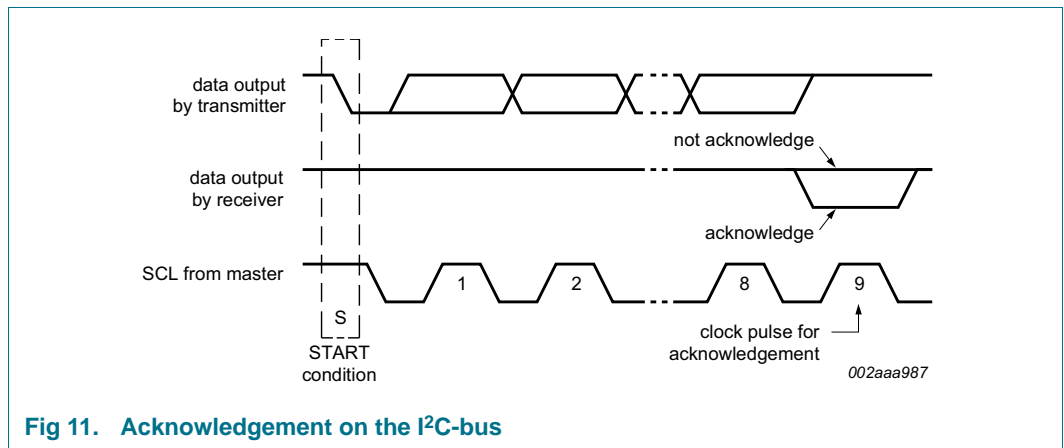 data output
by transmitter
not acknowledge
data output
by receiver
acknowledge
SCL from master
1
2
8
9
S
START
condition
clock pulse for
acknowledgement
002aaa987
Fig 11. Acknowledgement on the I²C-bus